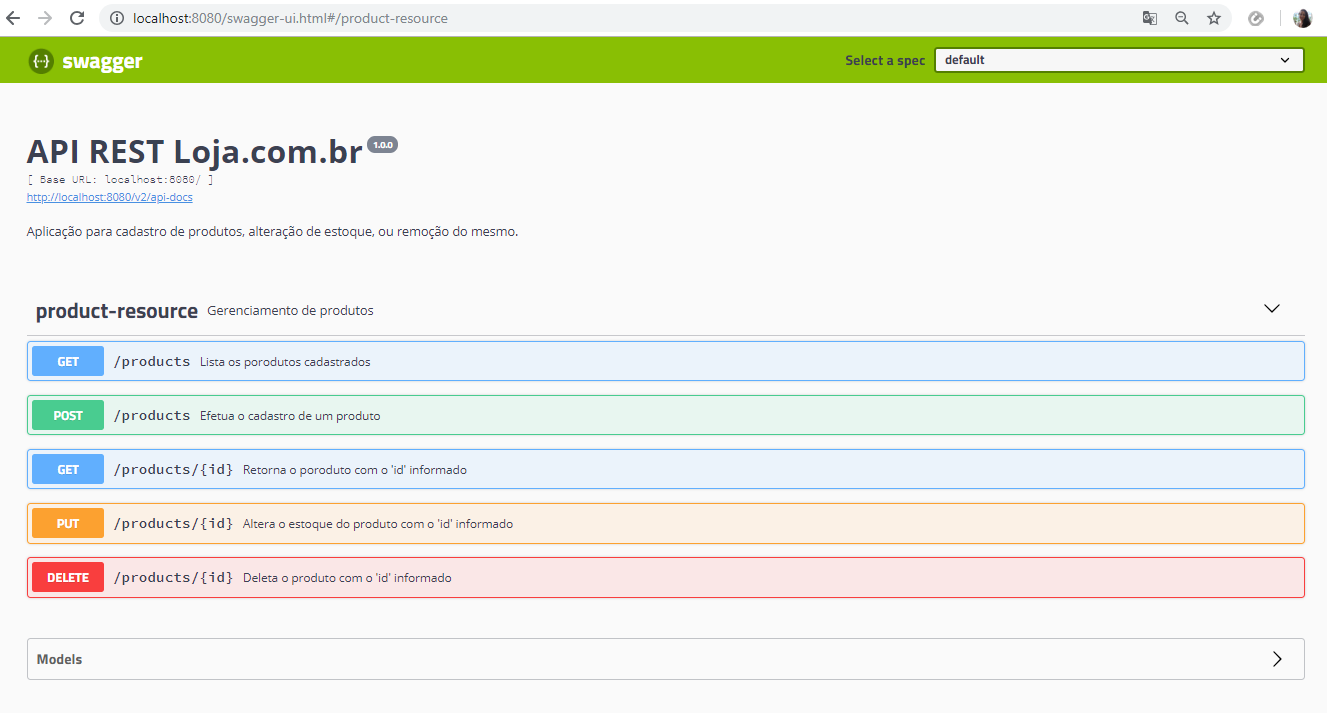 localhost:8080/swagger-ui.html#/product-resource
{··} swagger
Select a spec default
API REST Loja.com.br 1.0.0
[ Base URL: localhost:8080/ ]
http://localhost:8080/v2/api-docs
Aplicação para cadastro de produtos, alteração de estoque, ou remoção do mesmo.
product-resource Gerenciamento de produtos
GET /products Lista os porodutos cadastrados
POST /products Efetua o cadastro de um produto
GET /products/{id} Retorna o poroduto com o 'id' informado
PUT /products/{id} Altera o estoque do produto com o 'id' informado
DELETE /products/{id} Deleta o produto com o 'id' informado
Models